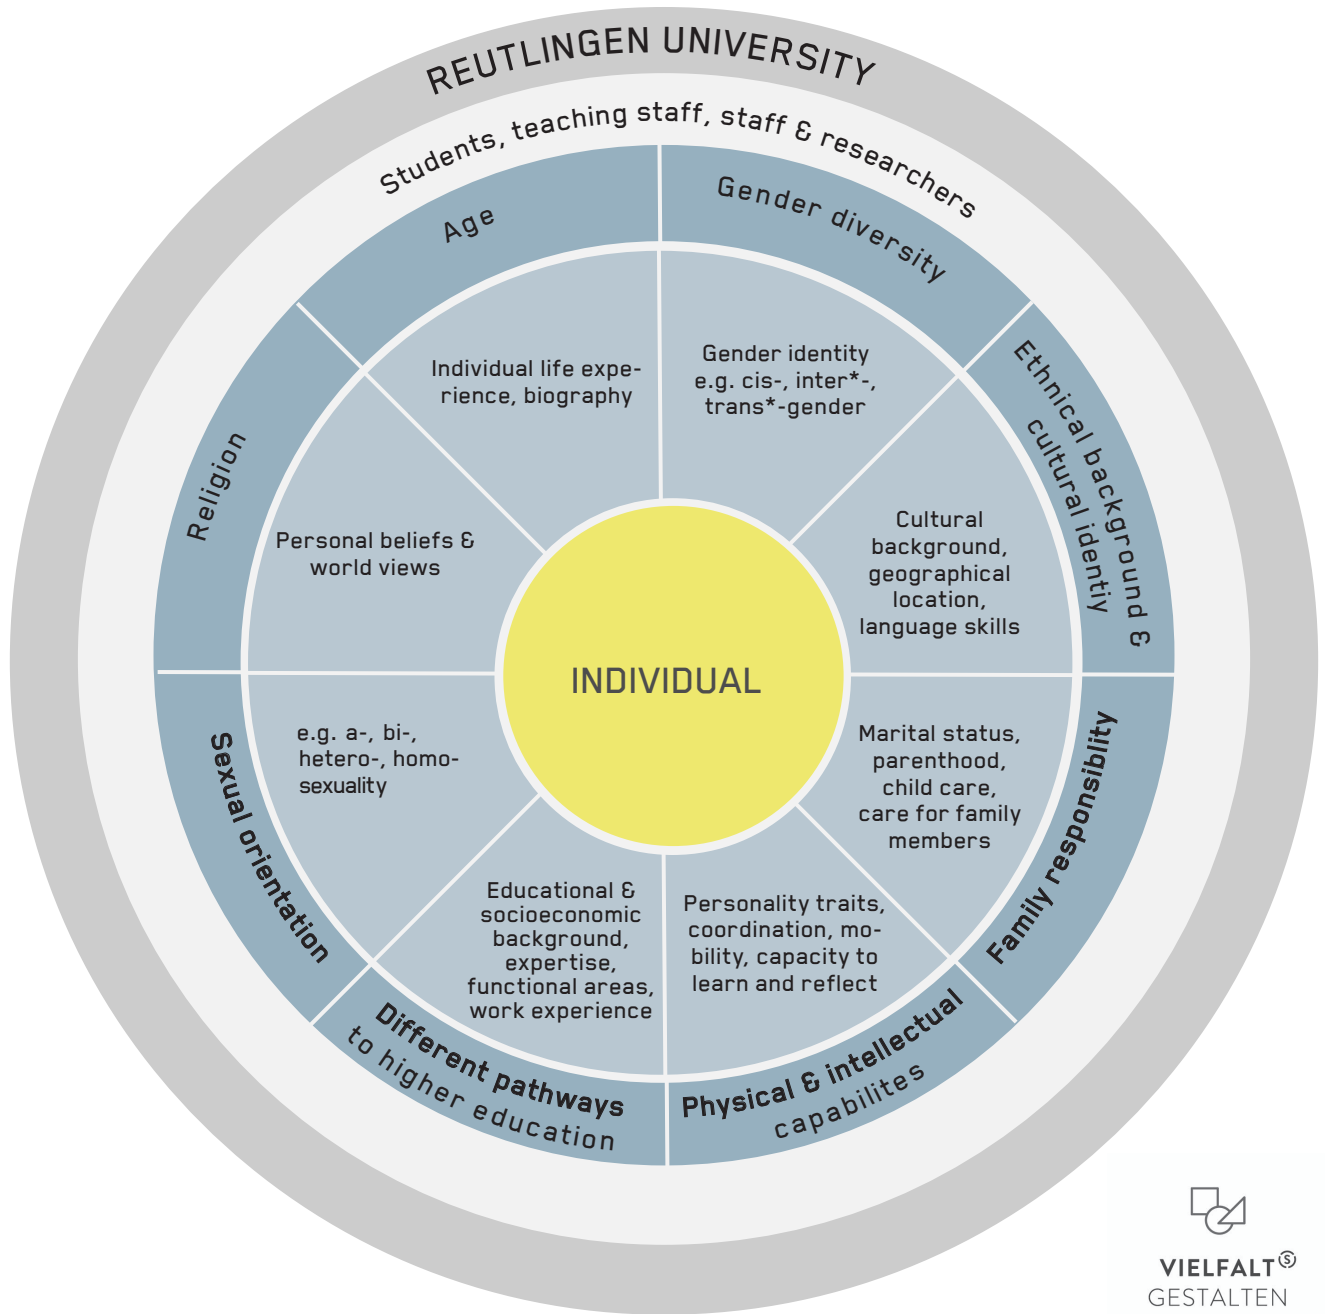 REUTLINGEN UNIVERSITY
Students, teaching staff, staff & researchers
Age
Gender diversity
Ethnical background &
cultural identiy
Family responsiblity
Physical & intellectual
capabilites
Different pathways
to higher education
Sexual orientation
Religion
Individual life expe-
rience, biography
Gender identity
e.g. cis-, inter*-,
trans*-gender
Cultural
background,
geographical
location,
language skills
Marital status,
parenthood,
child care,
care for family
members
Personality traits,
coordination, mo-
bility, capacity to
learn and reflect
Educational &
socioeconomic
background,
expertise,
functional areas,
work experience
e.g. a-, bi-,
hetero-, homo-
sexuality
Personal beliefs &
world views
INDIVIDUAL
VIELFALT Ⓢ
GESTALTEN